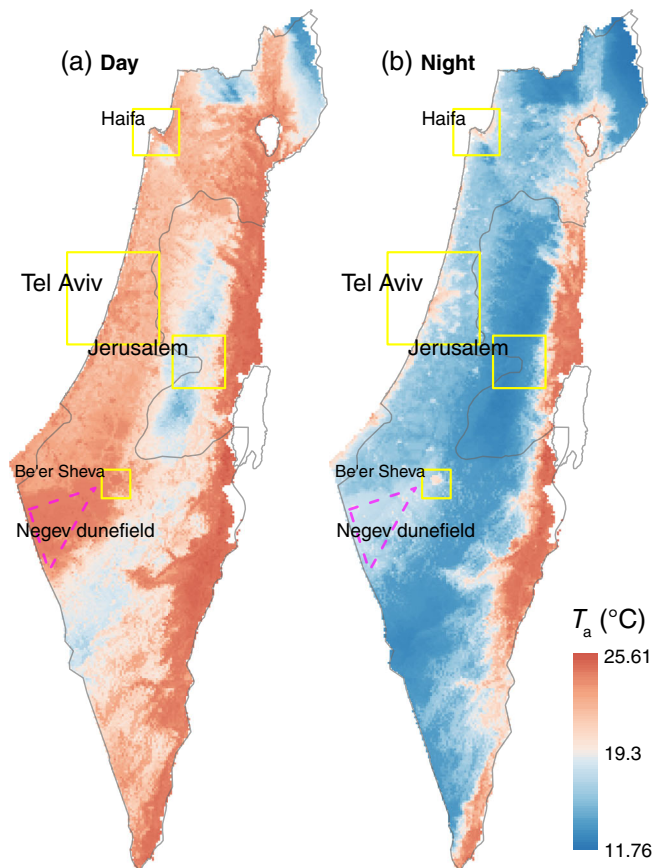 (a) Day
(b) Night
Haifa
Haifa
Tel Aviv
Tel Aviv
Jerusalem
Jerusalem
Be'er Sheva
Be'er Sheva
Negev dunefield
Negev dunefield
Ta (°C)
25.61
19.3
11.76